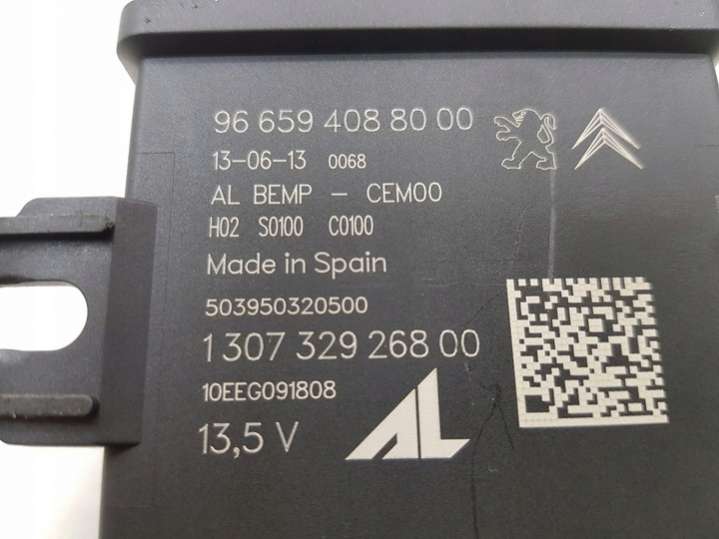 96 659 408 80 00
13-06-13 0068
AL BEMP - CEM00
H02 S0100 C0100
Made in Spain
503950320500
1 307 329 268 00
10EEG091808
13,5 V AL